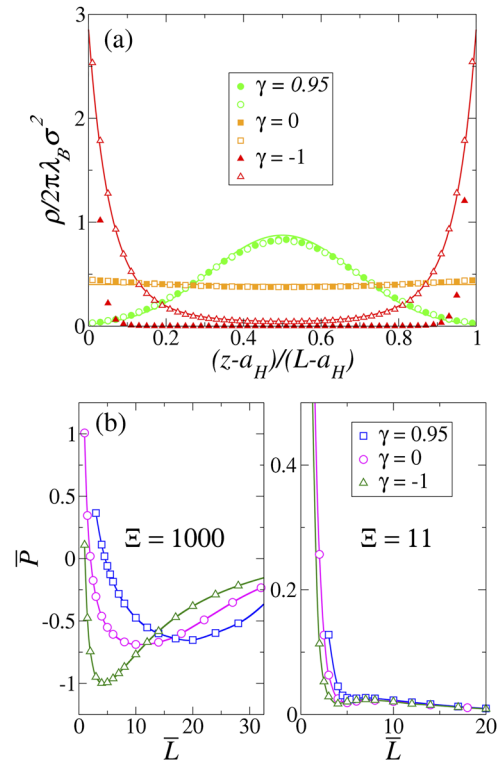 (a)
3
2
1
0
ρ/2πλ_Bσ²
γ = 0.95
γ = 0
γ = -1
0 0.2 0.4 0.6 0.8 1
(z-a_H)/(L-a_H)
(b)
1
0.5
0
-0.5
-1
P̅
Ξ = 1000
0 10 20 30
L̅
γ = 0.95
γ = 0
γ = -1
Ξ = 11
0.4
0.2
0
0 10 20
L̅